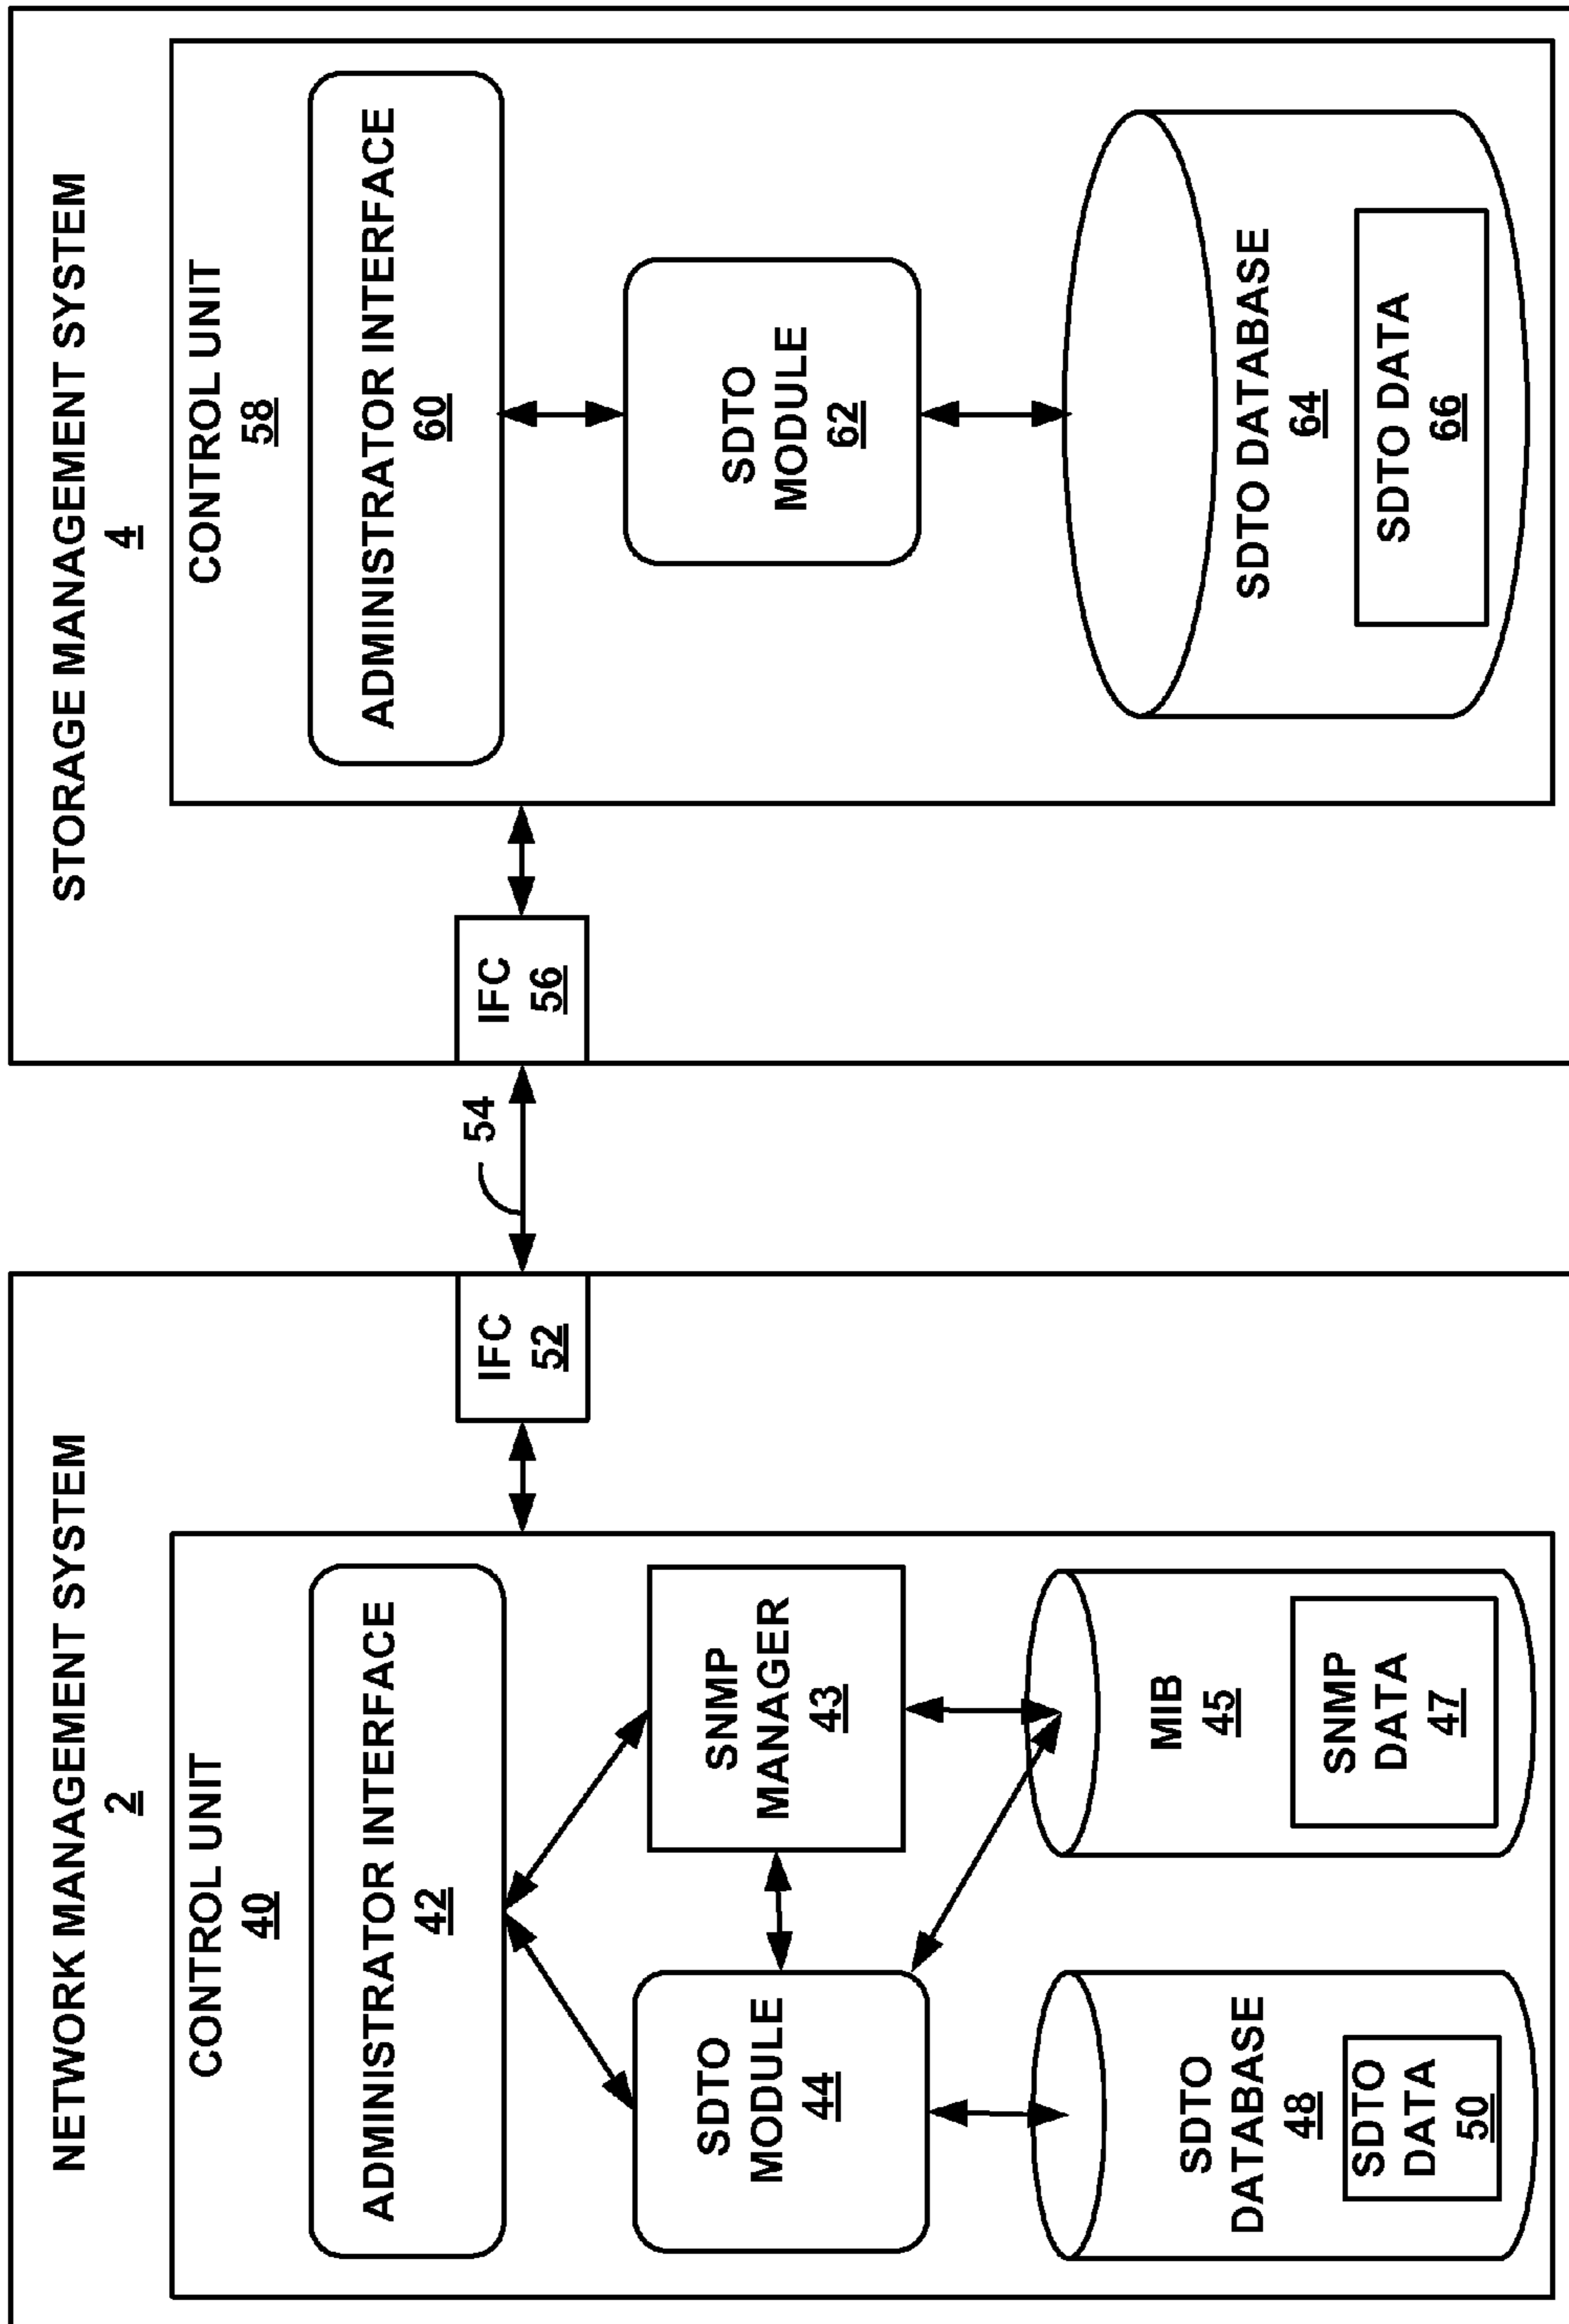 NETWORK MANAGEMENT SYSTEM
2
CONTROL UNIT
40
ADMINISTRATOR INTERFACE
42
SDTO
MODULE
44
SNMP
MANAGER
43
SDTO
DATABASE
48
SDTO
DATA
50
MIB
45
SNMP
DATA
47
IFC
52
54
STORAGE MANAGEMENT SYSTEM
4
IFC
56
CONTROL UNIT
58
ADMINISTRATOR INTERFACE
60
SDTO
MODULE
62
SDTO DATABASE
64
SDTO DATA
66